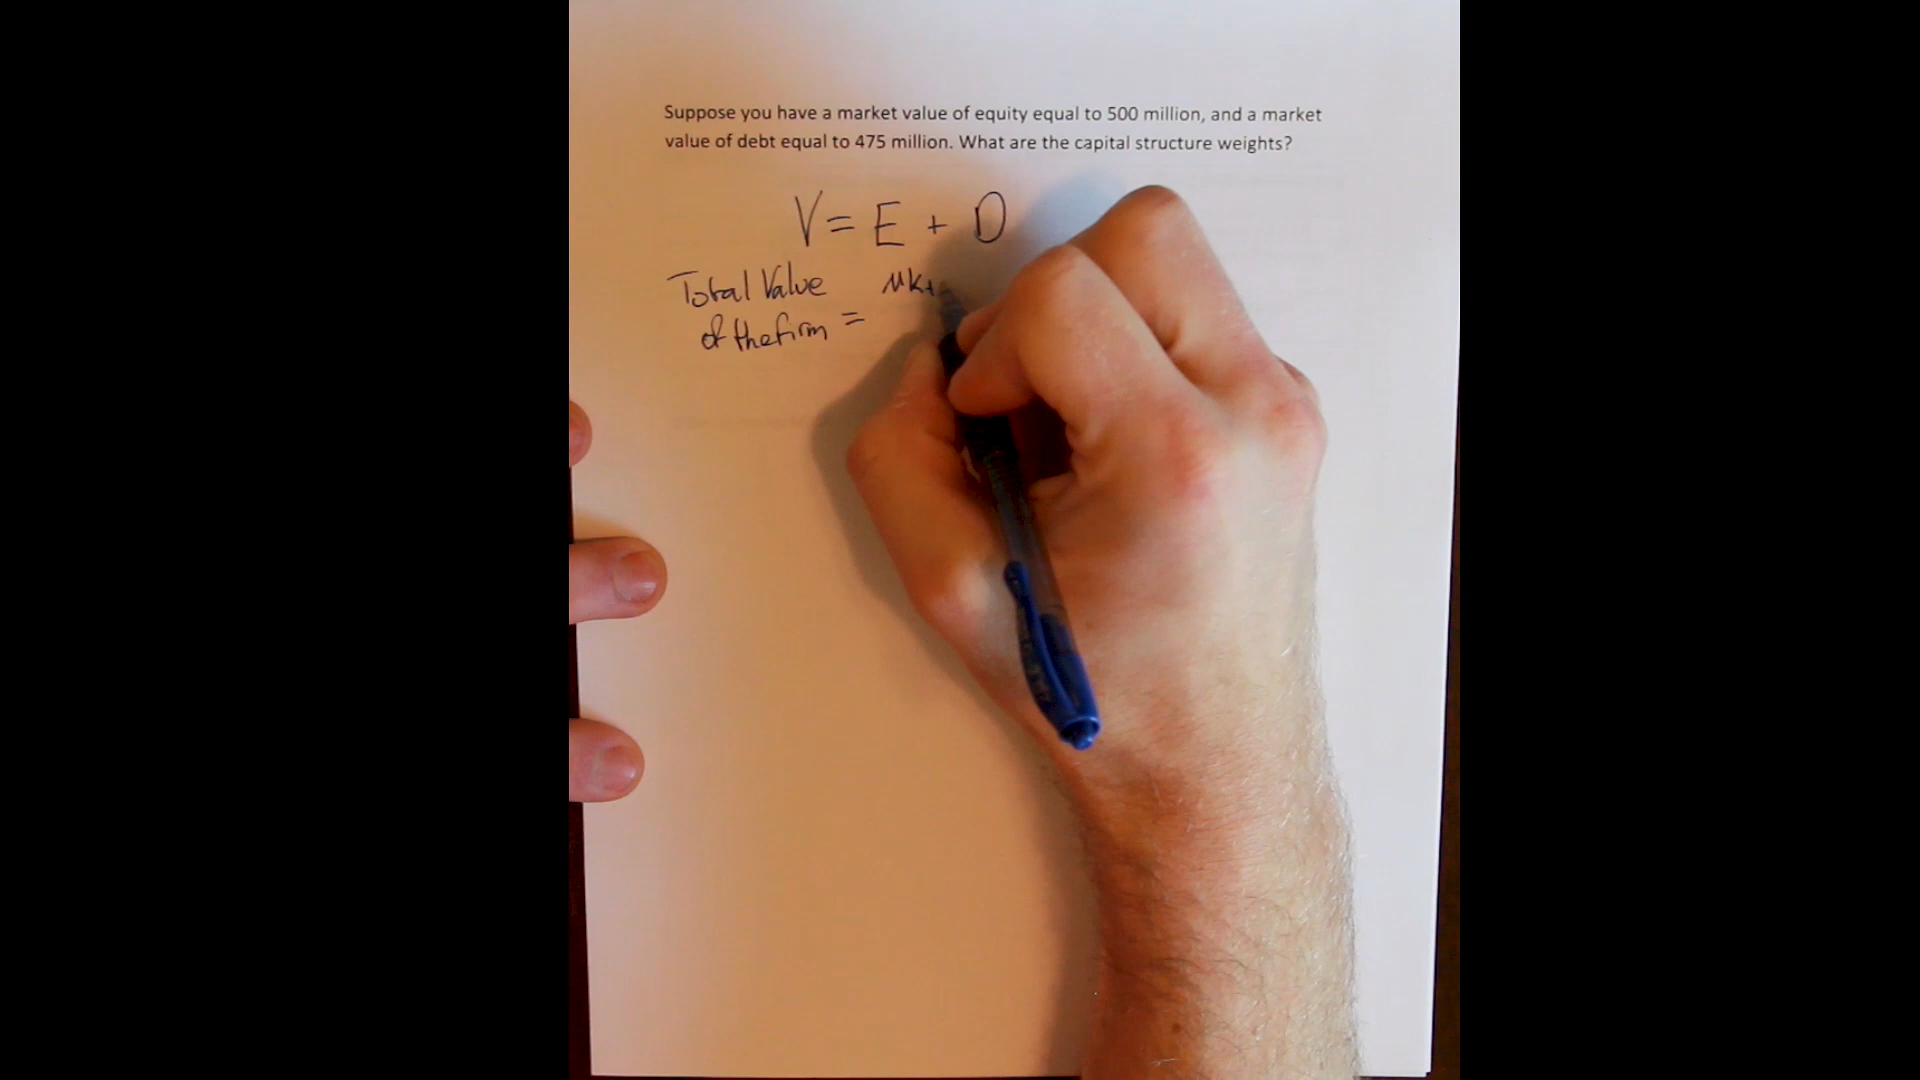 Suppose you have a market value of equity equal to 500 million, and a market
value of debt equal to 475 million. What are the capital structure weights?
V = E + D
Total Value Mkt
of the firm =